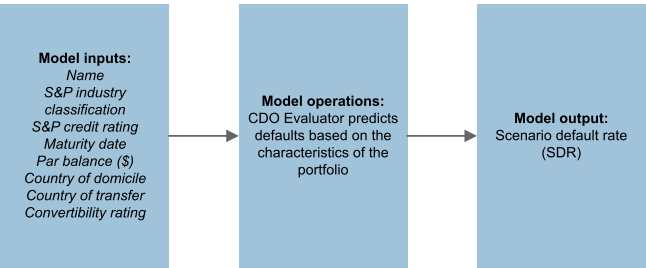 Model inputs:
Name
S&P industry
classification
S&P credit rating
Maturity date
Par balance ($)
Country of domicile
Country of transfer
Convertibility rating
Model operations:
CDO Evaluator predicts
defaults based on the
characteristics of the
portfolio
Model output:
Scenario default rate
(SDR)